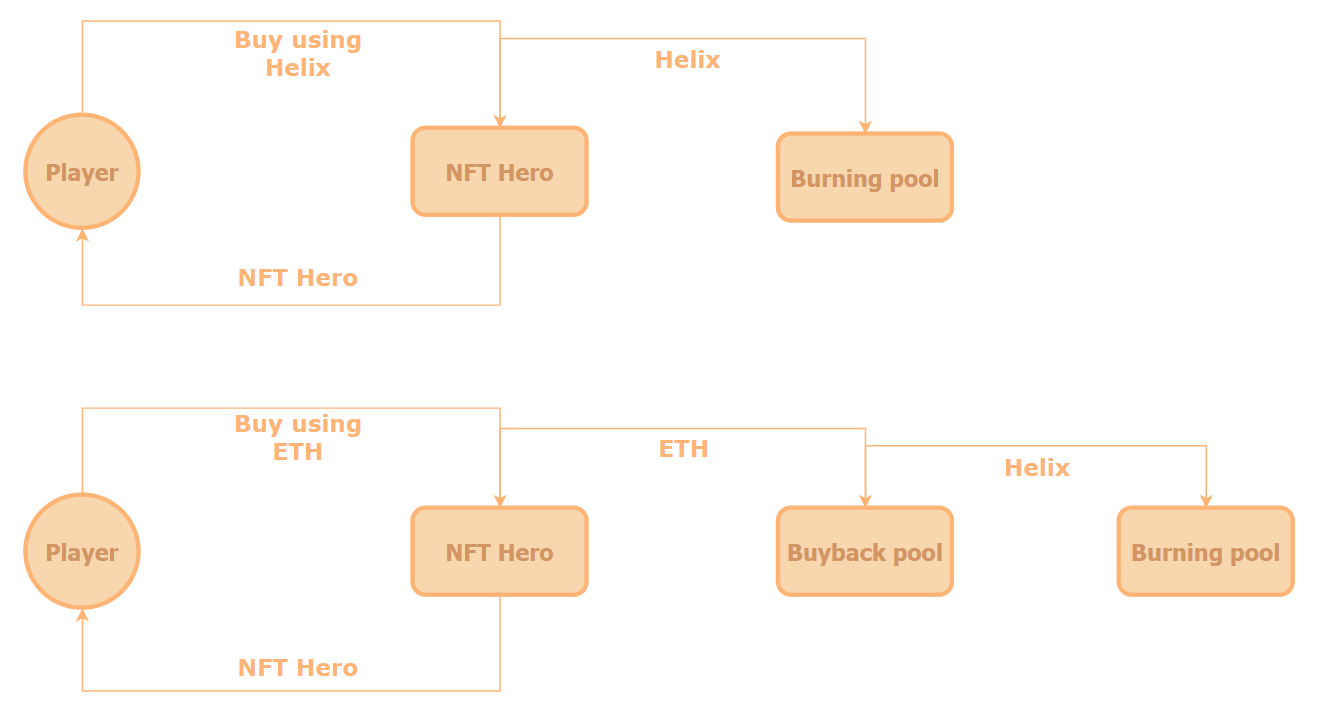 Buy using
Helix
Helix
Player
NFT Hero
Burning pool
NFT Hero
Buy using
ETH
ETH
Helix
Player
NFT Hero
Buyback pool
Burning pool
NFT Hero